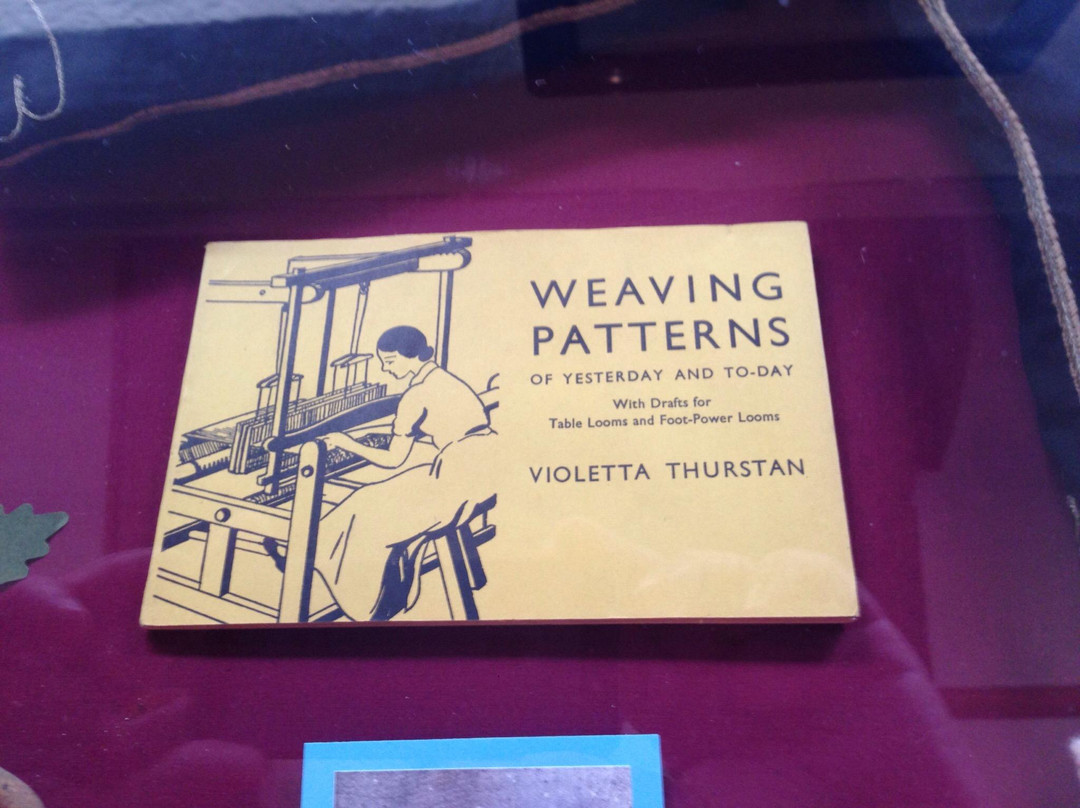 WEAVING
PATTERNS
OF YESTERDAY AND TO-DAY
With Drafts for
Table Looms and Foot-Power Looms
VIOLETTA THURSTAN